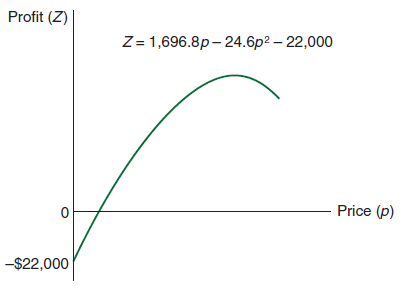 Profit (Z)
Z = 1,696.8p – 24.6p² – 22,000
0
Price (p)
–$22,000